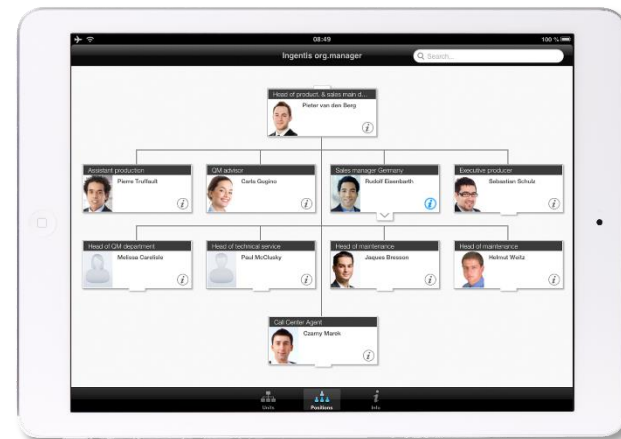 08:49
100 %
Ingentis org.manager
Search...
Head of product. & sales main d...
Pieter van den Berg
Assistant production
Pierre Truffault
QM advisor
Carla Gugino
Sales manager Germany
Rudolf Eisenbarth
Executive producer
Sebastian Schulz
Head of QM department
Melissa Carelisle
Head of technical service
Paul McClusky
Head of maintenance
Jaques Bresson
Head of maintenance
Helmut Weitz
Call Center Agent
Czarny Marek
Units
Positions
Info